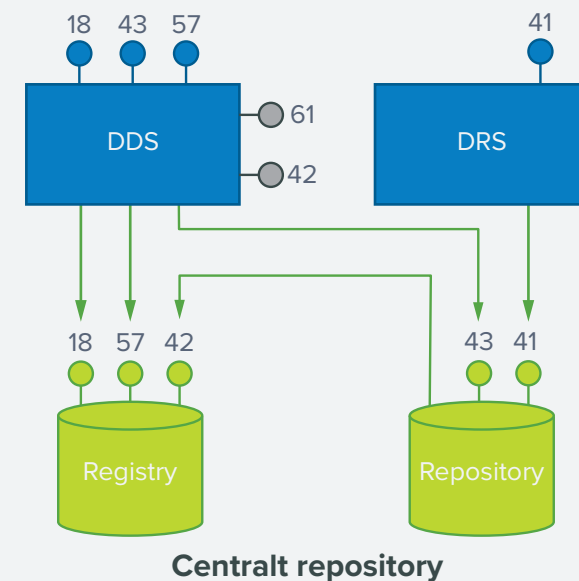 18 43 57 41
61
DDS DRS
42
18 57 42 43 41
Registry Repository
Centralt repository